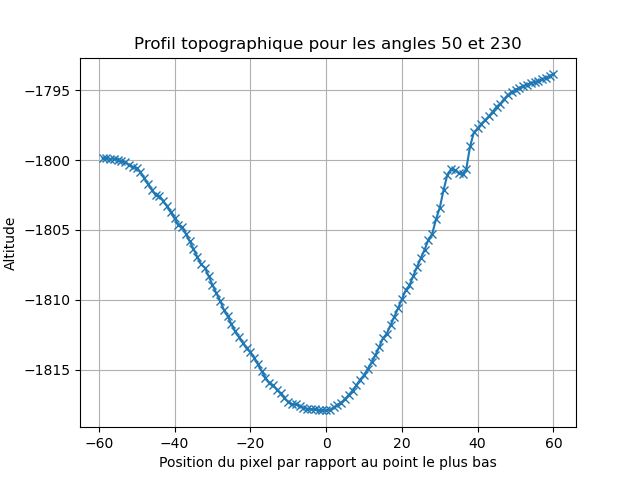 Profil topographique pour les angles 50 et 230
−1795
−1800
−1805
−1810
−1815
Altitude
−60 −40 −20 0 20 40 60
Position du pixel par rapport au point le plus bas